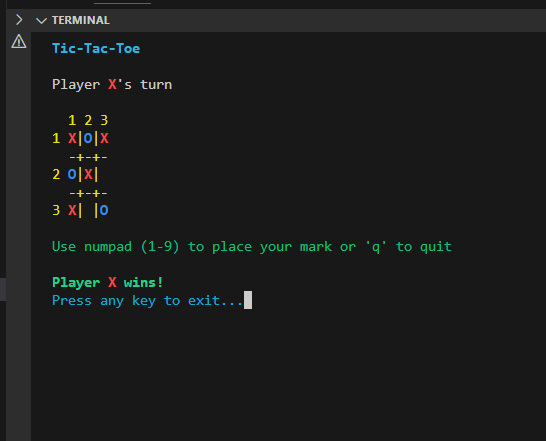 TERMINAL
Tic-Tac-Toe
Player X's turn
1 2 3
1 X|O|X
-+-+-
2 O|X|
-+-+-
3 X| |O
Use numpad (1-9) to place your mark or 'q' to quit
Player X wins!
Press any key to exit...